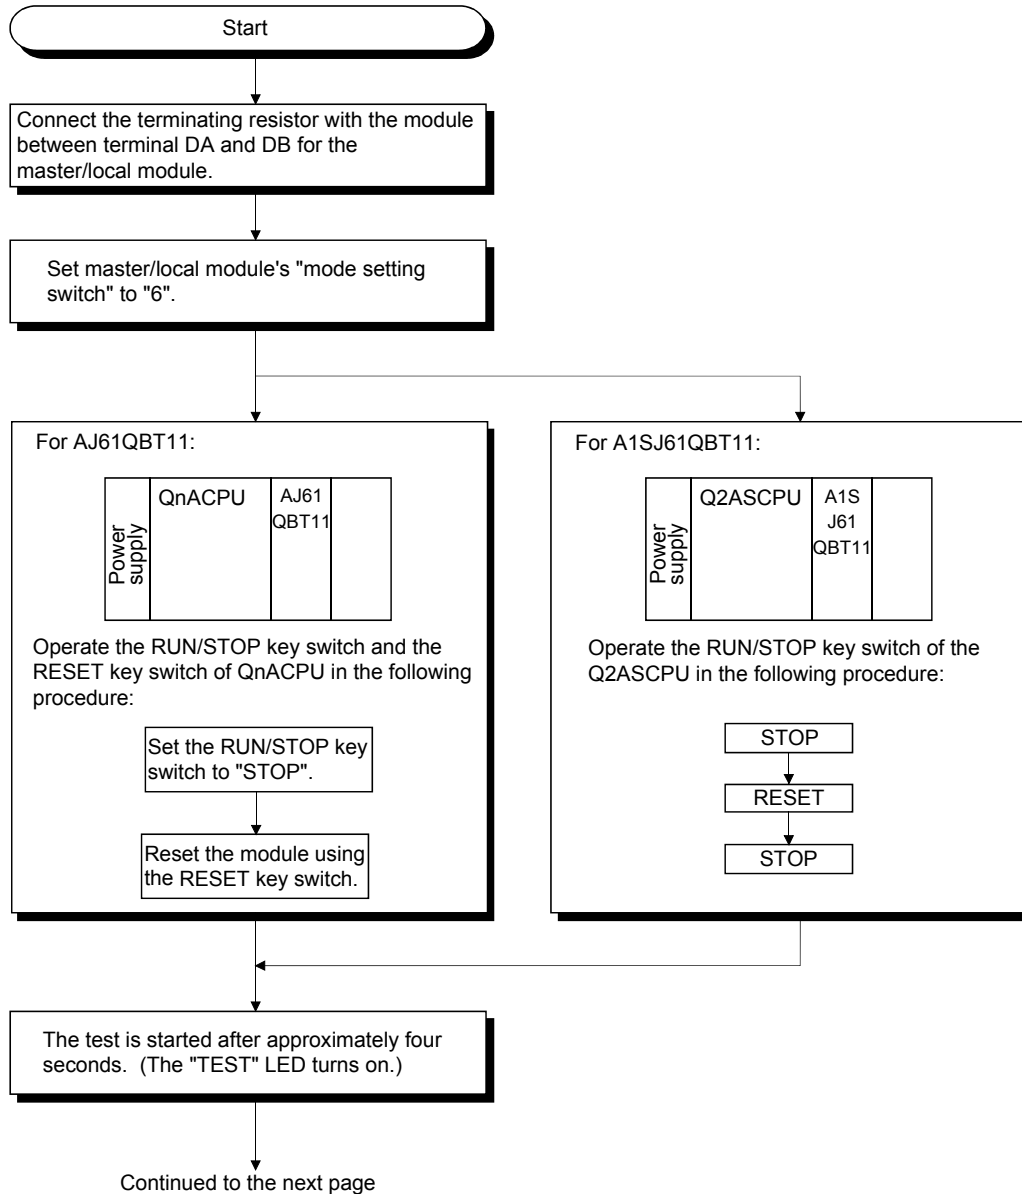 Start
Connect the terminating resistor with the module
between terminal DA and DB for the
master/local module.
Set master/local module's "mode setting
switch" to "6".
For AJ61QBT11:
Power
supply
QnACPU
AJ61
QBT11
Operate the RUN/STOP key switch and the
RESET key switch of QnACPU in the following
procedure:
Set the RUN/STOP key
switch to "STOP".
Reset the module using
the RESET key switch.
For A1SJ61QBT11:
Power
supply
Q2ASCPU
A1S
J61
QBT11
Operate the RUN/STOP key switch of the
Q2ASCPU in the following procedure:
STOP
RESET
STOP
The test is started after approximately four
seconds.  (The "TEST" LED turns on.)
Continued to the next page